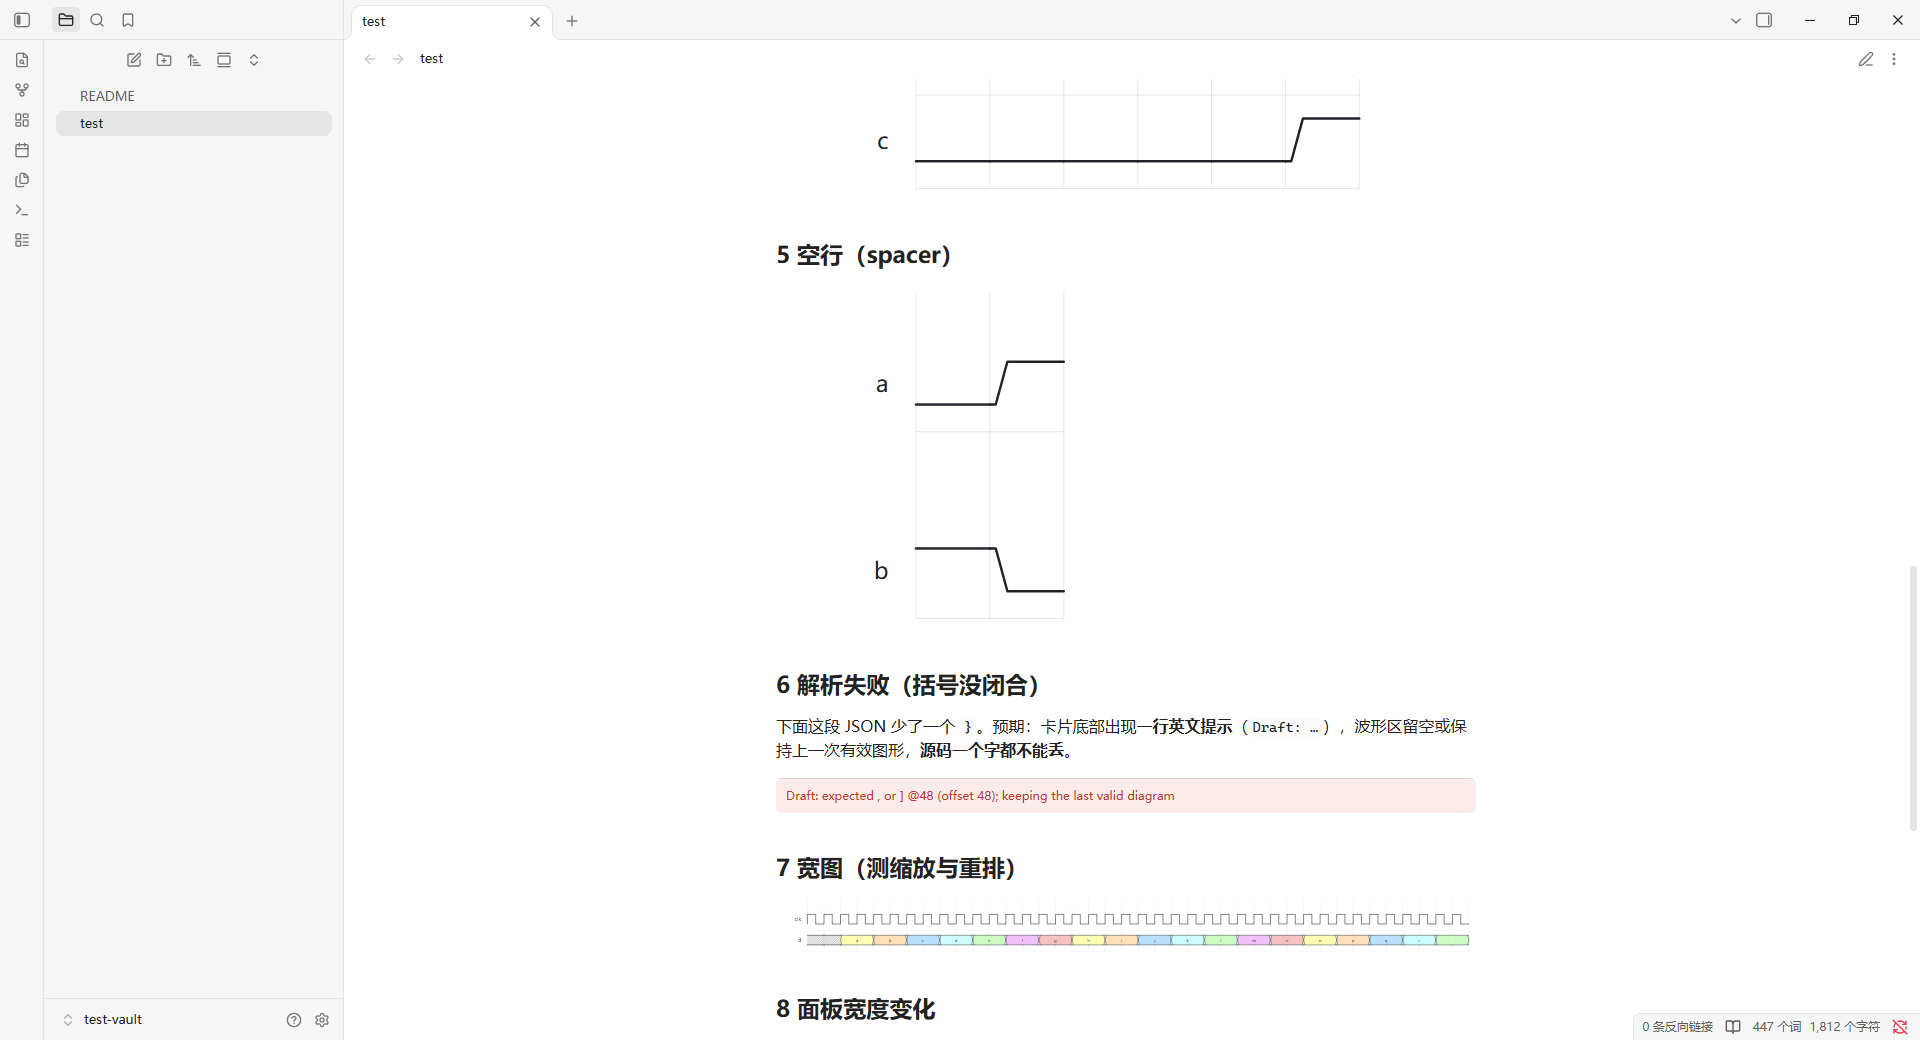 test
test
README
test
c
5 空行（spacer）
a
b
6 解析失败（括号没闭合）
下面这段 JSON 少了一个 } 。预期：卡片底部出现一行英文提示（ Draft: … ），波形区留空或保
持上一次有效图形，源码一个字都不能丢。
Draft: expected , or ] @48 (offset 48); keeping the last valid diagram
7 宽图（测缩放与重排）
clk
d
8 面板宽度变化
test-vault
0 条反向链接 447 个词 1,812 个字符